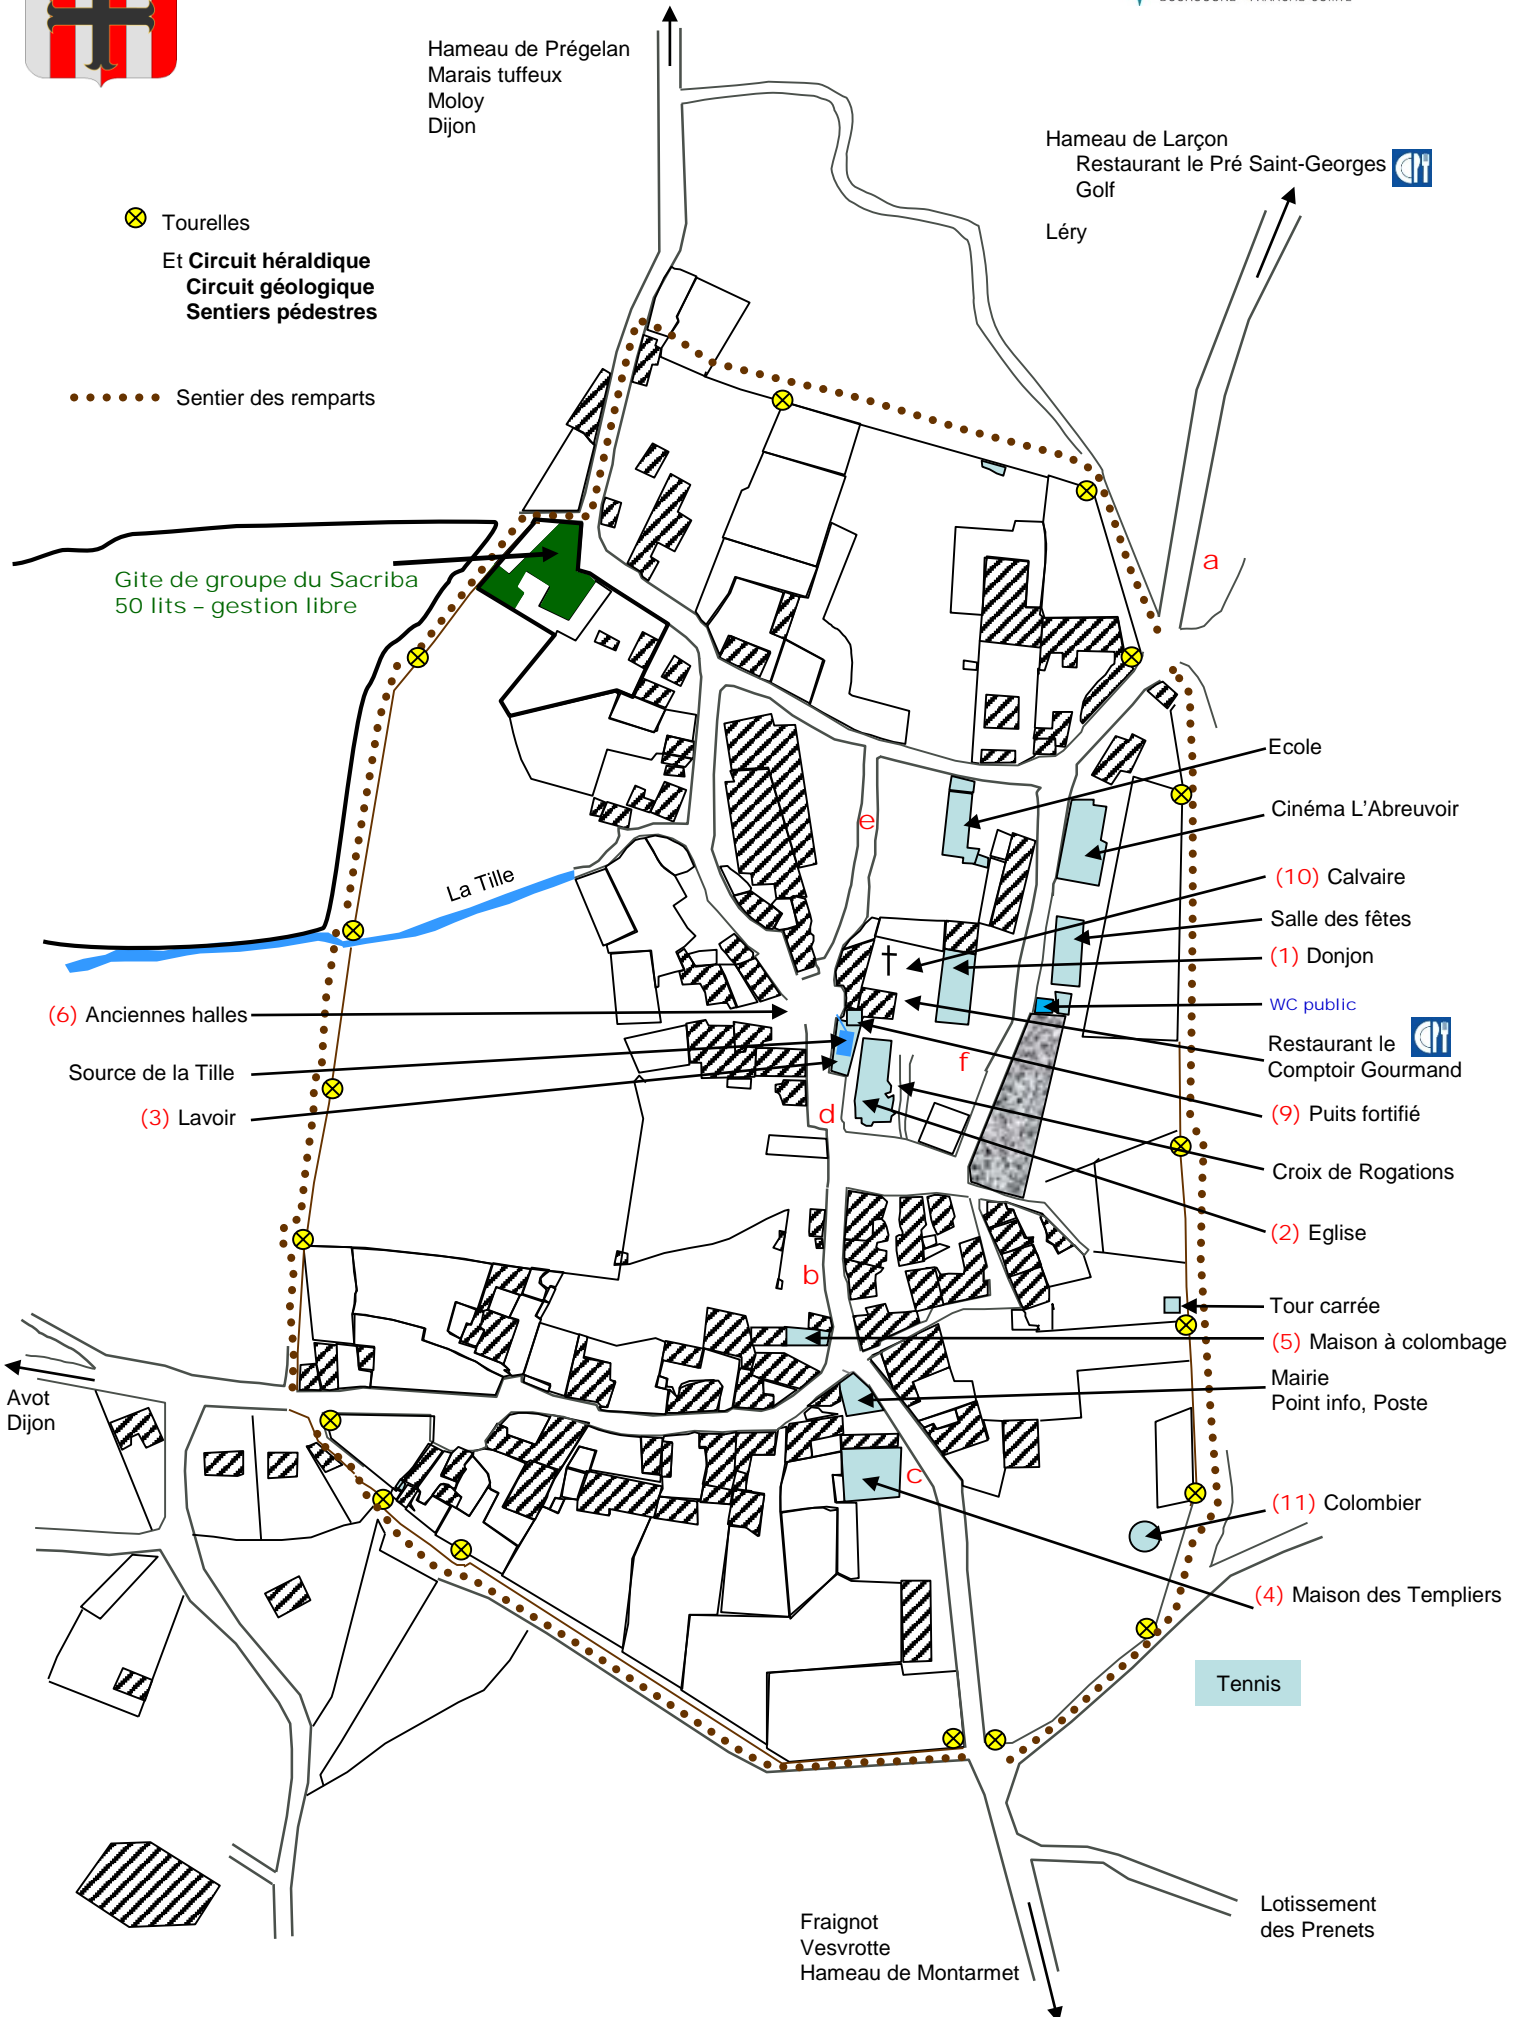 Hameau de Prégelan
Marais tuffeux
Moloy
Dijon
Hameau de Larçon
Restaurant le Pré Saint-Georges
Golf
Léry
Tourelles
Et Circuit héraldique
Circuit géologique
Sentiers pédestres
Sentier des remparts
Gite de groupe du Sacriba
50 lits – gestion libre
a
Ecole
Cinéma L'Abreuvoir
e
(10) Calvaire
La Tille
Salle des fêtes
(1) Donjon
WC public
(6) Anciennes halles
Restaurant le
Comptoir Gourmand
Source de la Tille
f
(3) Lavoir
d
(9) Puits fortifié
Croix de Rogations
(2) Eglise
b
Tour carrée
(5) Maison à colombage
Mairie
Point info, Poste
Avot
Dijon
c
(11) Colombier
(4) Maison des Templiers
Tennis
Lotissement
des Prenets
Fraignot
Vesvrotte
Hameau de Montarmet